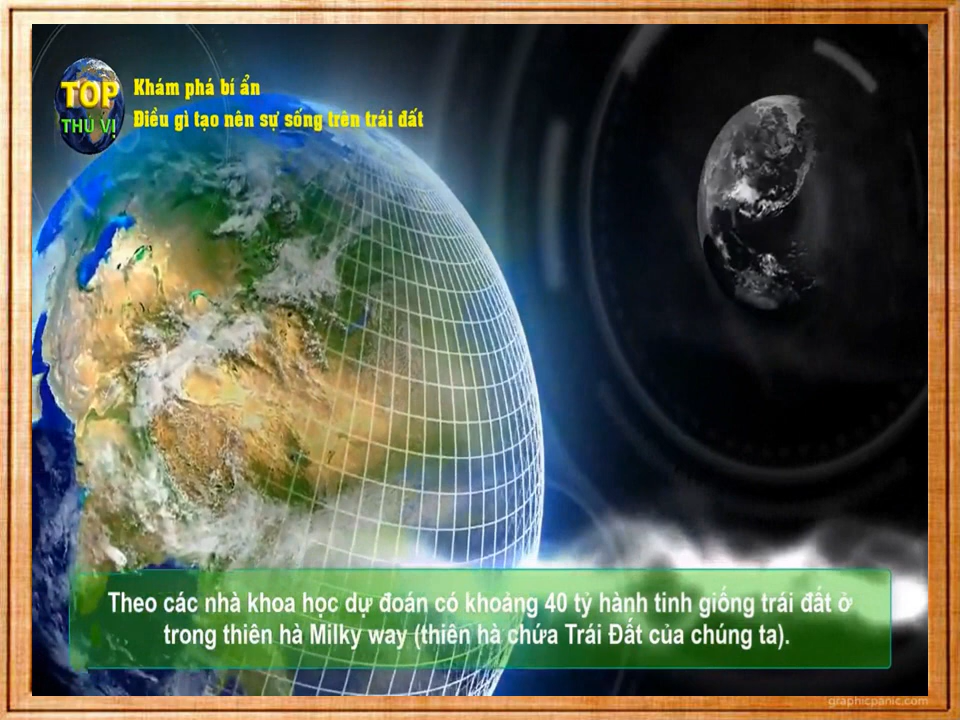 TOP
THÚ VỊ
Khám phá bí ẩn
Điều gì tạo nên sự sống trên trái đất
Theo các nhà khoa học dự đoán có khoảng 40 tỷ hành tinh giống trái đất ở
trong thiên hà Milky way (thiên hà chứa Trái Đất của chúng ta).
graphicpanic.com